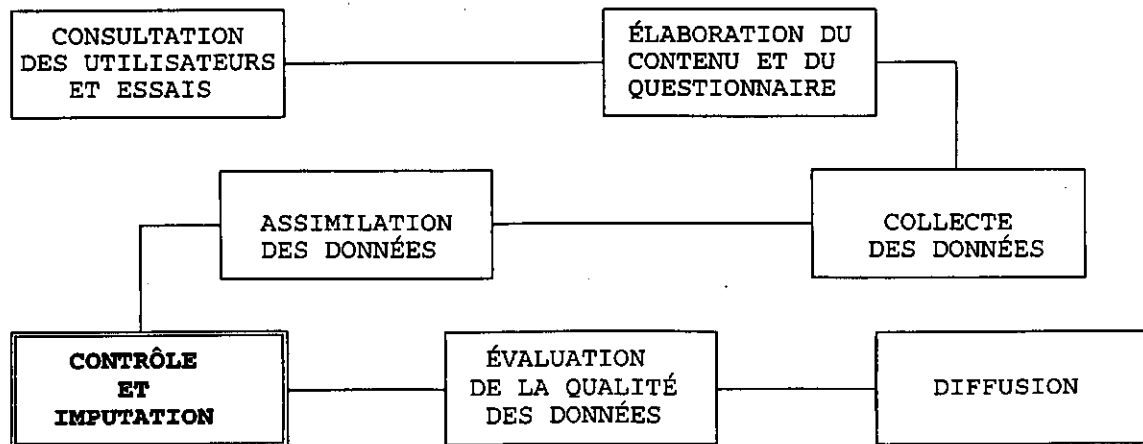 CONSULTATION
DES UTILISATEURS
ET ESSAIS
ÉLABORATION DU
CONTENU ET DU
QUESTIONNAIRE
COLLECTE
DES DONNÉES
ASSIMILATION
DES DONNÉES
CONTRÔLE
ET
IMPUTATION
ÉVALUATION
DE LA QUALITÉ
DES DONNÉES
DIFFUSION